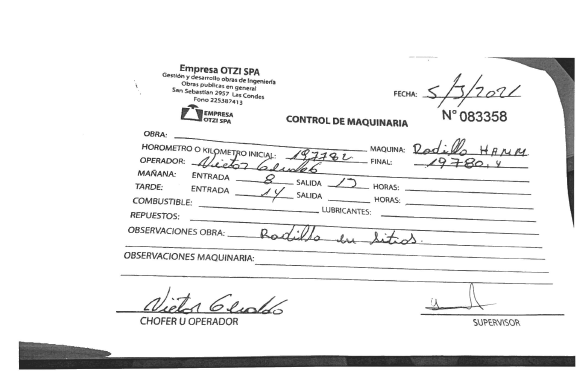 Empresa OTZI SPA
Gestión y desarrollo obras de Ingeniería
Obras publicas en general
San Sebastian 2957 Las Condes
Fono 225387413
EMPRESA
OTZI SPA
FECHA: 5/3/2021
CONTROL DE MAQUINARIA
N° 083358
OBRA: MAQUINA: Rodillo HAMM
HOROMETRO O KILOMETRO INICIAL: 19778 FINAL: 19780.4
OPERADOR: Victor
MAÑANA: ENTRADA 8 SALIDA 13 HORAS:
TARDE: ENTRADA 14 SALIDA HORAS:
COMBUSTIBLE: LUBRICANTES:
REPUESTOS:
OBSERVACIONES OBRA: Rodillo en sitios.
OBSERVACIONES MAQUINARIA:
Victor
CHOFER U OPERADOR
SUPERVISOR